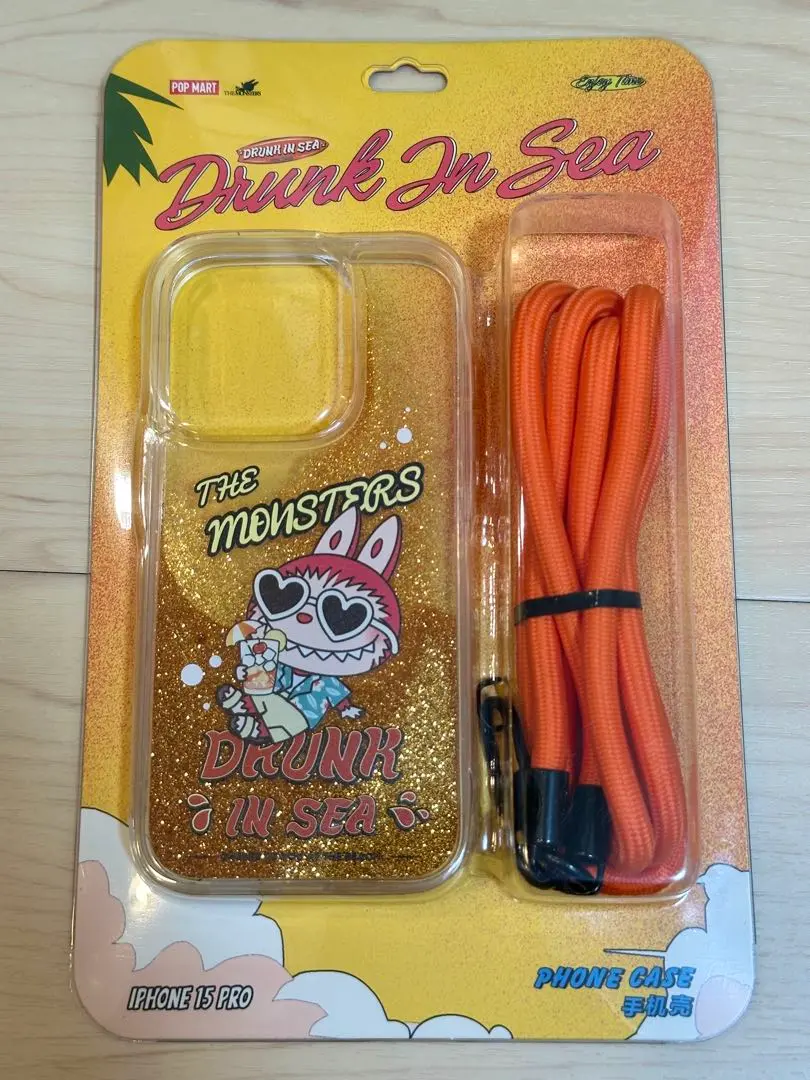 POP MART
THE MONSTERS
Enjoy Time
DRUNK IN SEA
Drunk In Sea
THE
MONSTERS
DRUNK
IN SEA
IPHONE 15 PRO
PHONE CASE
手机壳